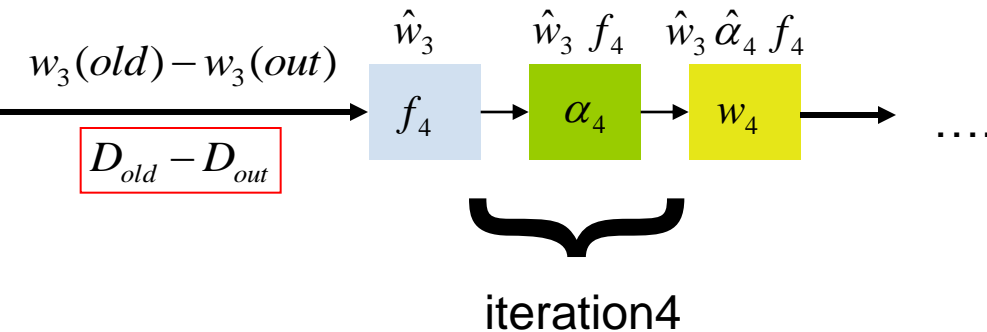 ŵ₃ ŵ₃ f₄ ŵ₃ α̂₄ f₄
w₃(old) − w₃(out)
f₄ α₄ w₄ ....
D_old − D_out
iteration4